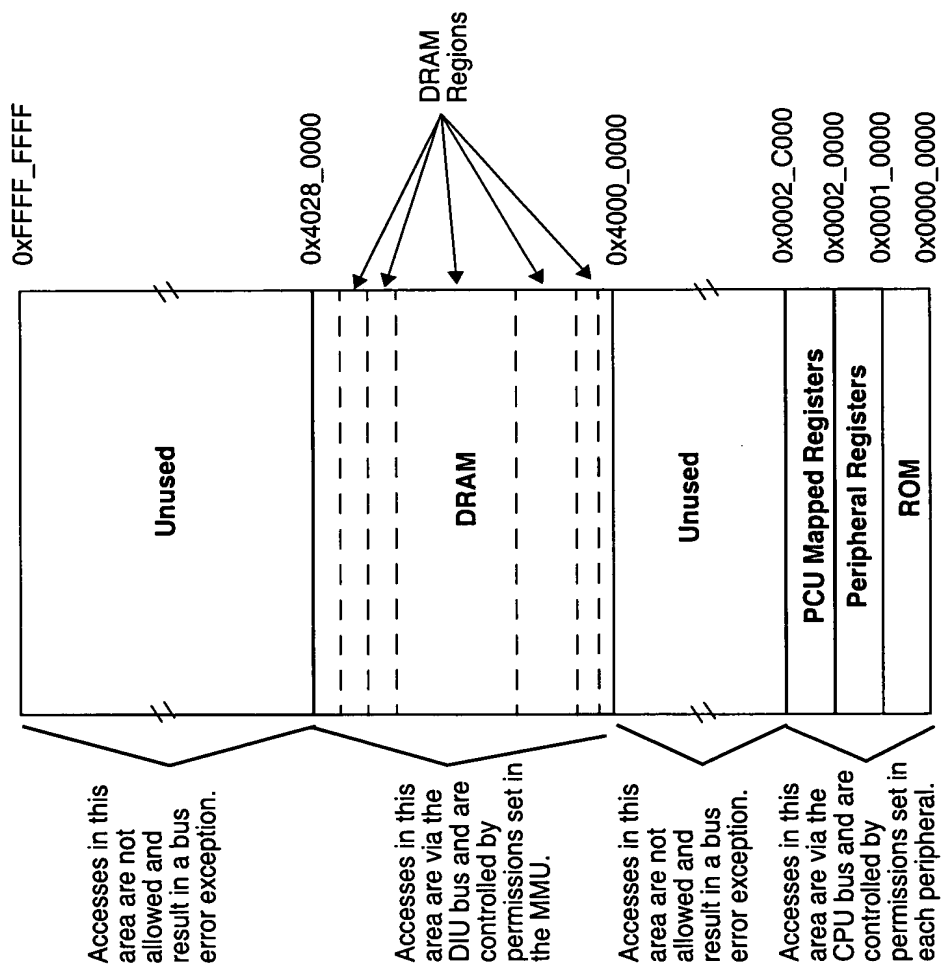 Accesses in this
area are not
allowed and
result in a bus
error exception.
Accesses in this
area are via the
DIU bus and are
controlled by
permissions set in
the MMU.
Accesses in this
area are not
allowed and
result in a bus
error exception.
Accesses in this
area are via the
CPU bus and are
controlled by
permissions set in
each peripheral.
Unused
DRAM
Unused
PCU Mapped Registers
Peripheral Registers
ROM
0xFFFF_FFFF
0x4028_0000
DRAM
Regions
0x4000_0000
0x0002_C000
0x0002_0000
0x0001_0000
0x0000_0000